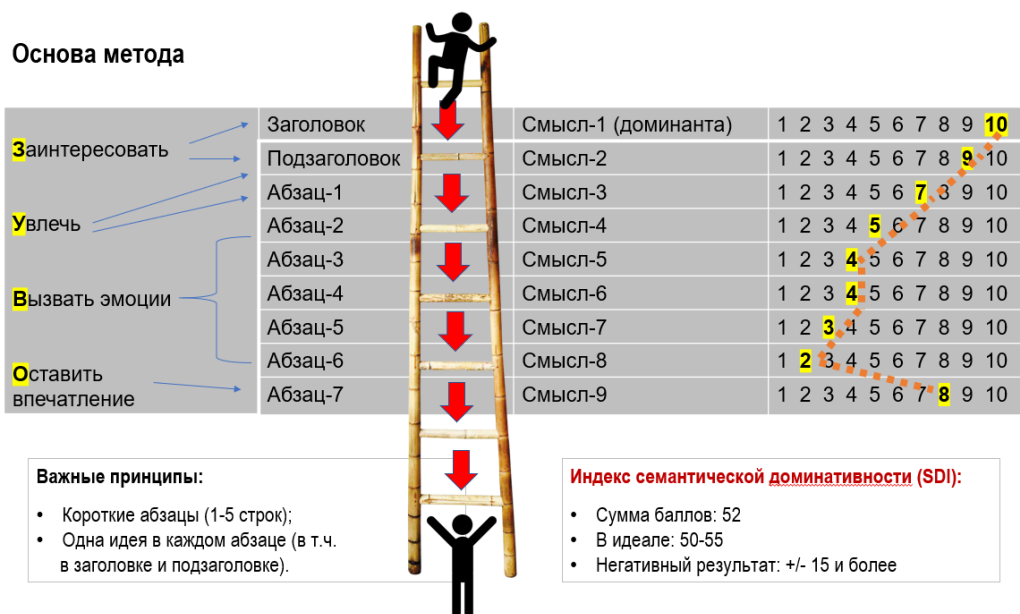 Основа метода
Заинтересовать
Увлечь
Вызвать эмоции
Оставить
впечатление
Заголовок Смысл-1 (доминанта) 1 2 3 4 5 6 7 8 9 10
Подзаголовок Смысл-2 1 2 3 4 5 6 7 8 9 10
Абзац-1 Смысл-3 1 2 3 4 5 6 7 8 9 10
Абзац-2 Смысл-4 1 2 3 4 5 6 7 8 9 10
Абзац-3 Смысл-5 1 2 3 4 5 6 7 8 9 10
Абзац-4 Смысл-6 1 2 3 4 5 6 7 8 9 10
Абзац-5 Смысл-7 1 2 3 4 5 6 7 8 9 10
Абзац-6 Смысл-8 1 2 3 4 5 6 7 8 9 10
Абзац-7 Смысл-9 1 2 3 4 5 6 7 8 9 10
Важные принципы:
• Короткие абзацы (1-5 строк);
• Одна идея в каждом абзаце (в т.ч.
в заголовке и подзаголовке).
Индекс семантической доминативности (SDI):
• Сумма баллов: 52
• В идеале: 50-55
• Негативный результат: +/- 15 и более